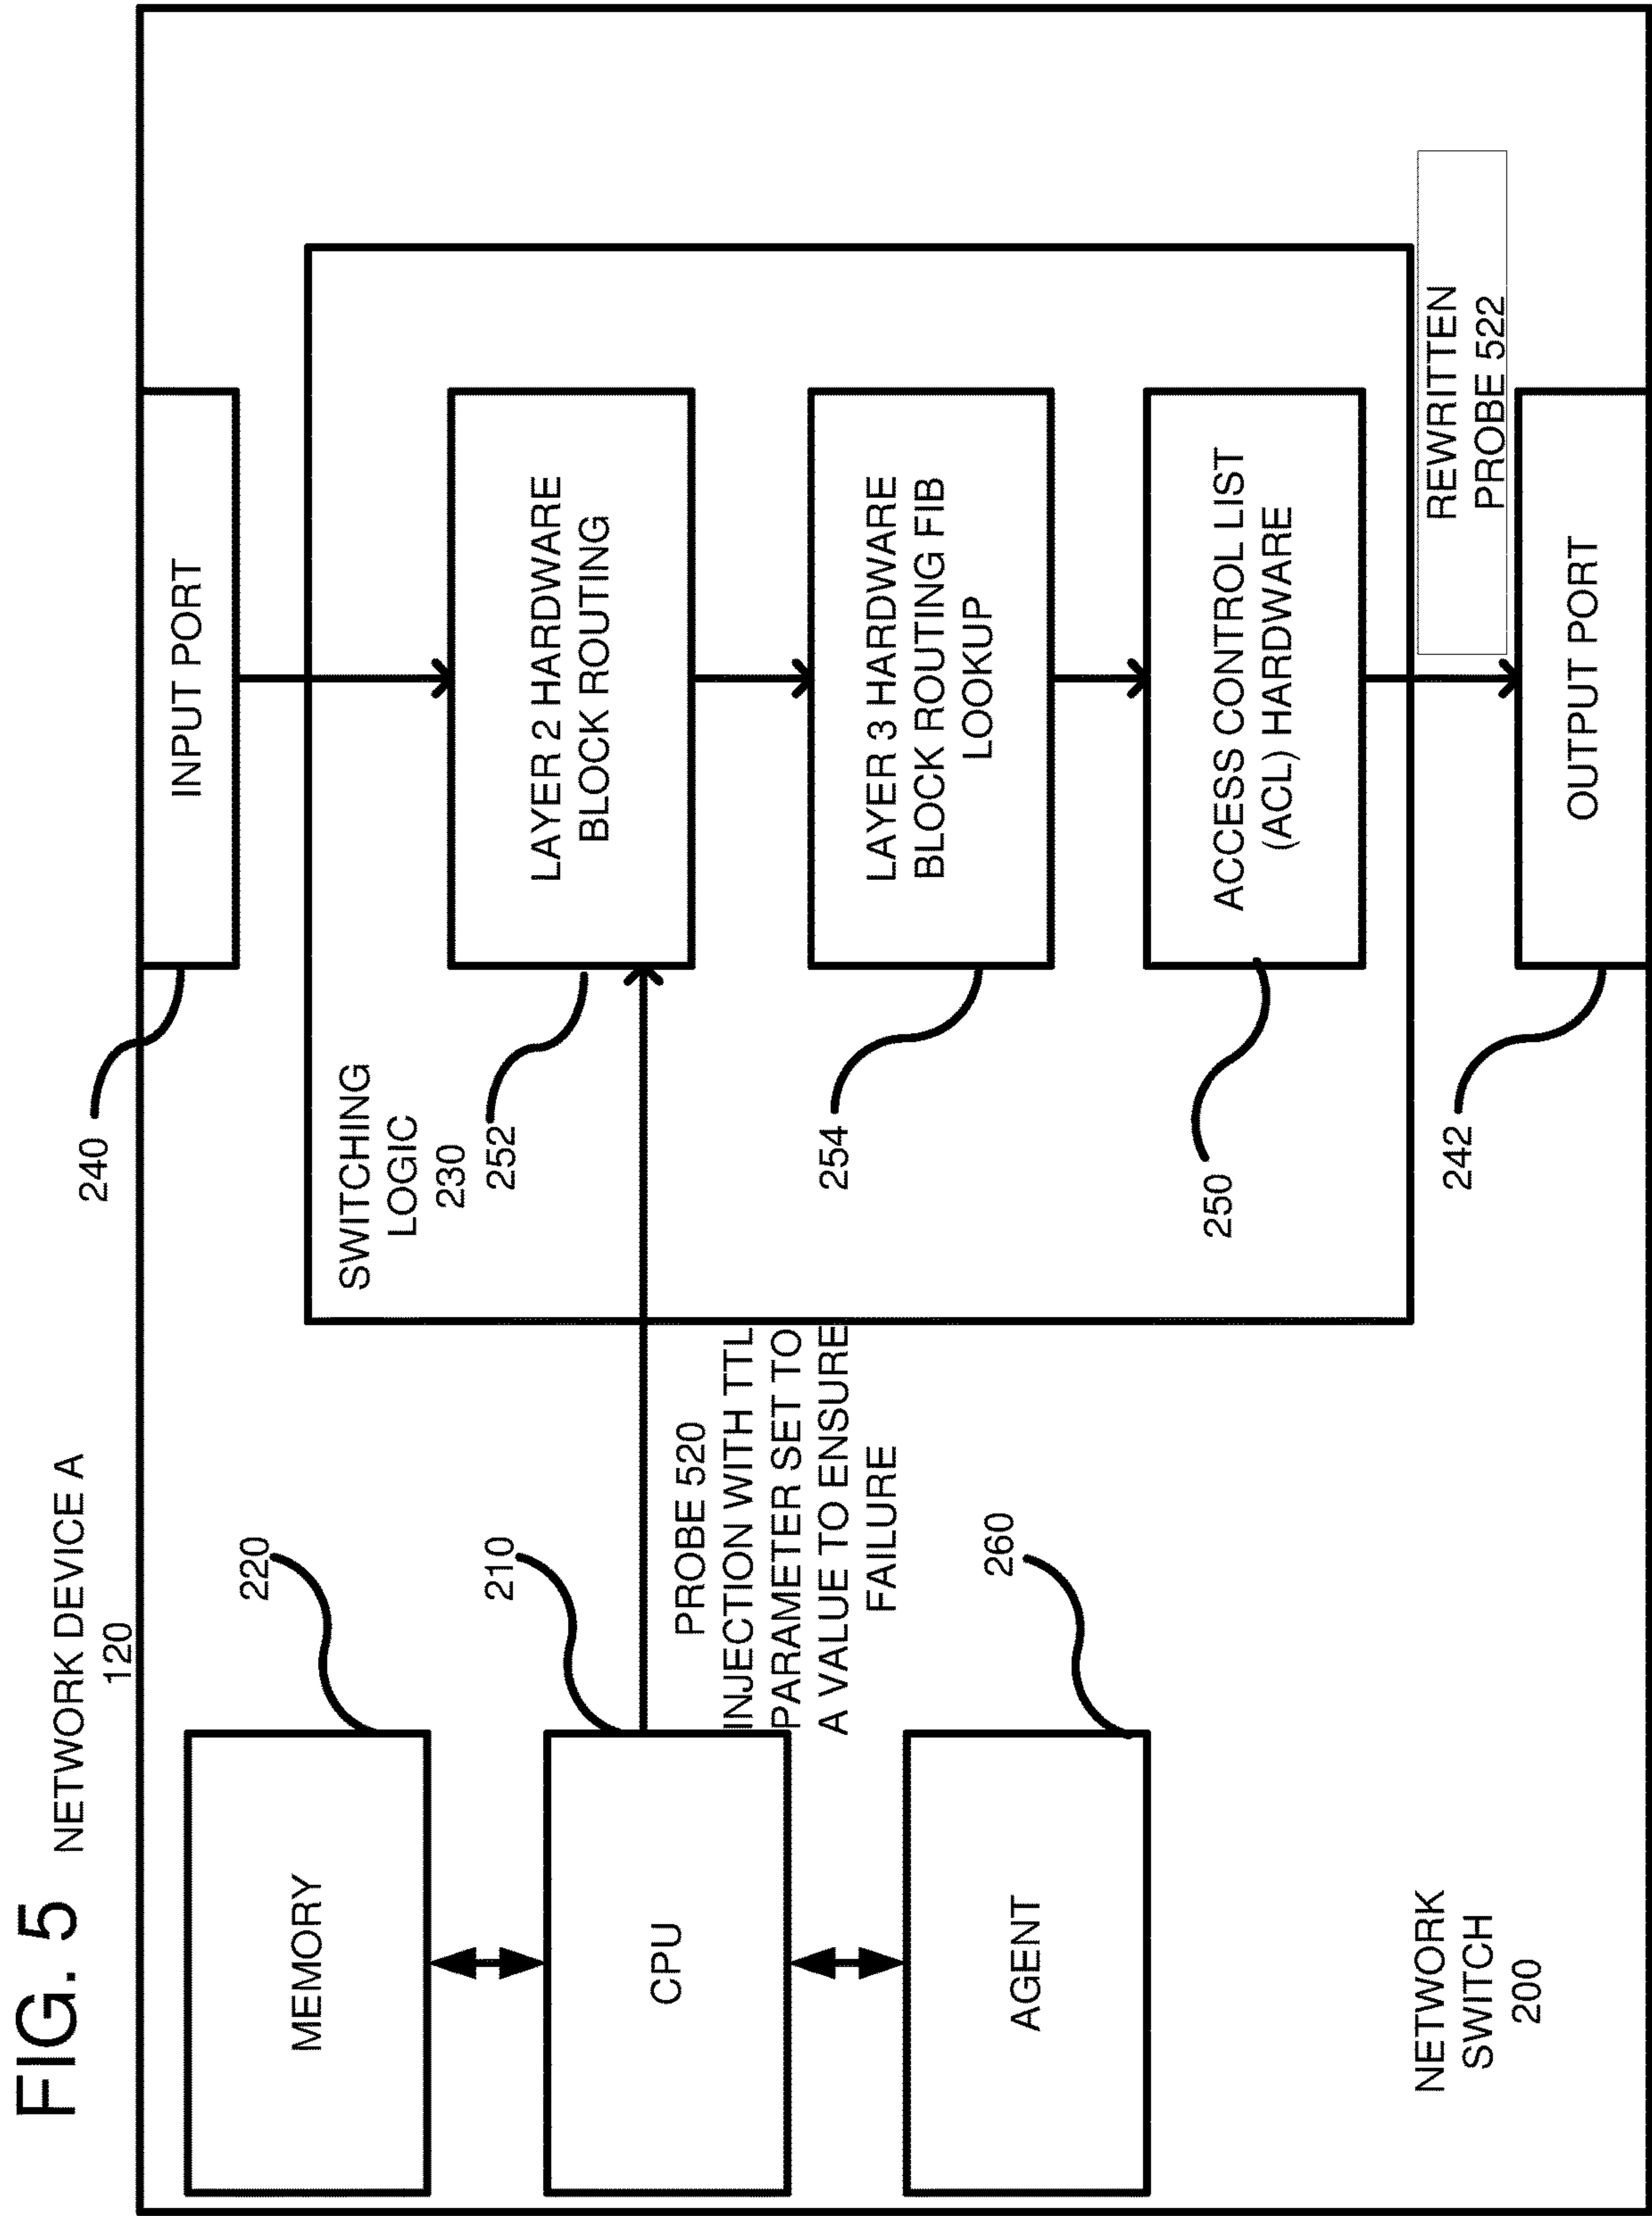 FIG. 5
NETWORK DEVICE A
120
240
INPUT PORT
220
MEMORY
SWITCHING
LOGIC
230
252
LAYER 2 HARDWARE
BLOCK ROUTING
210
CPU
PROBE 520
INJECTION WITH TTL
PARAMETER SET TO
A VALUE TO ENSURE
FAILURE
254
LAYER 3 HARDWARE
BLOCK ROUTING FIB
LOOKUP
260
AGENT
250
ACCESS CONTROL LIST
(ACL) HARDWARE
REWRITTEN
PROBE 522
NETWORK
SWITCH
200
242
OUTPUT PORT